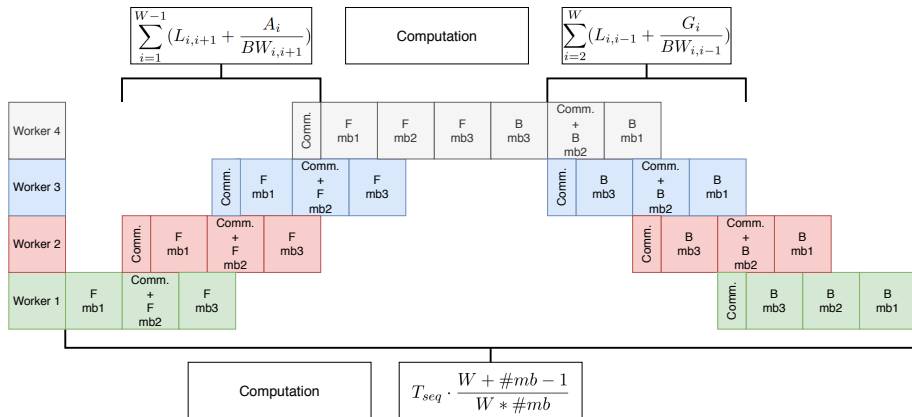 \sum_{i=1}^{W-1}(L_{i,i+1} + \frac{A_i}{BW_{i,i+1}})
Computation
\sum_{i=2}^{W}(L_{i,i-1} + \frac{G_i}{BW_{i,i-1}})
Worker 4
Comm.
F
mb1
F
mb2
F
mb3
B
mb3
Comm.
+
B
mb2
B
mb1
Worker 3
Comm.
F
mb1
Comm.
+
F
mb2
F
mb3
Comm.
B
mb3
Comm.
+
B
mb2
B
mb1
Worker 2
Comm.
F
mb1
Comm.
+
F
mb2
F
mb3
Comm.
B
mb3
Comm.
+
B
mb2
B
mb1
Worker 1
F
mb1
Comm.
+
F
mb2
F
mb3
Comm.
B
mb3
B
mb2
B
mb1
Computation
T_{seq} \cdot \frac{W + \#mb - 1}{W * \#mb}